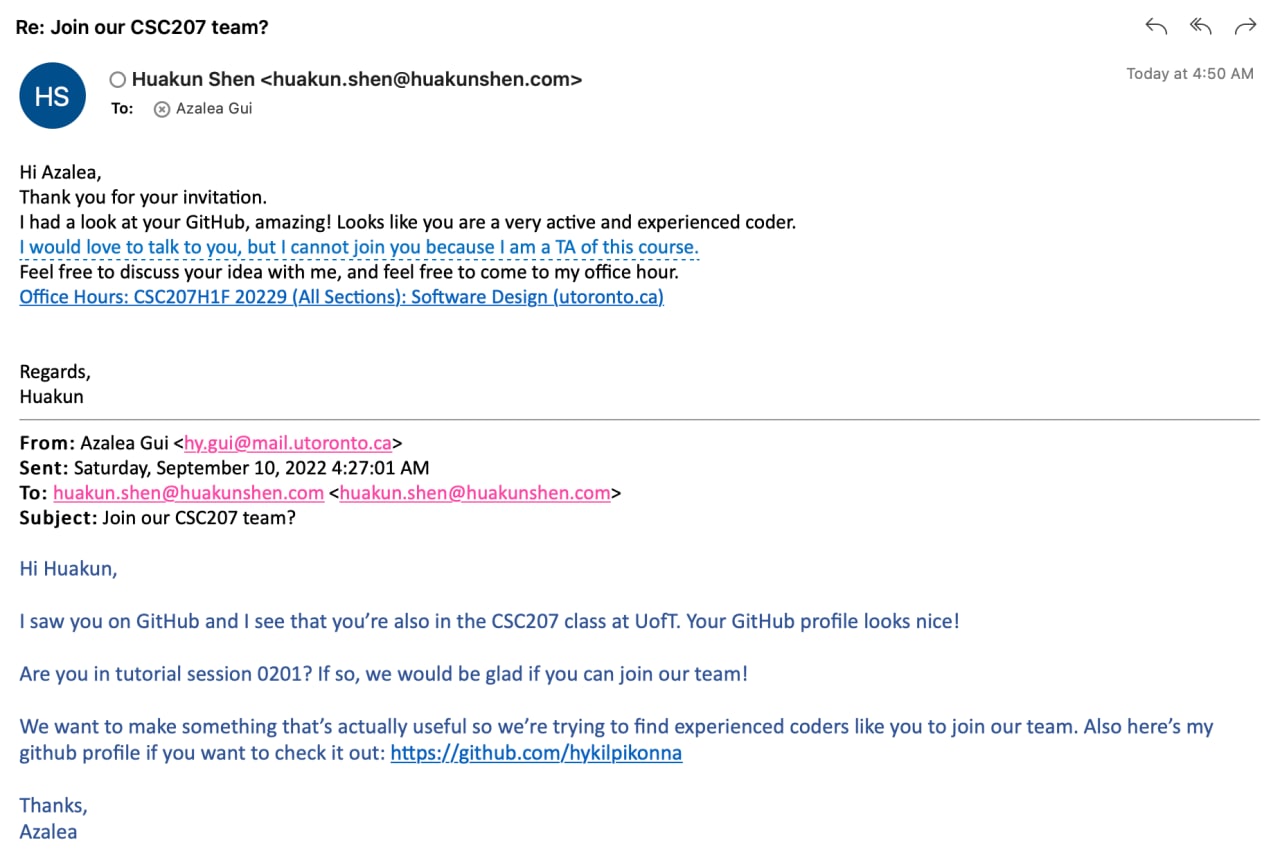 Re: Join our CSC207 team?
HS
Huakun Shen <huakun.shen@huakunshen.com>
Today at 4:50 AM
To: Azalea Gui
Hi Azalea,
Thank you for your invitation.
I had a look at your GitHub, amazing! Looks like you are a very active and experienced coder.
I would love to talk to you, but I cannot join you because I am a TA of this course.
Feel free to discuss your idea with me, and feel free to come to my office hour.
Office Hours: CSC207H1F 20229 (All Sections): Software Design (utoronto.ca)
Regards,
Huakun
From: Azalea Gui <hy.gui@mail.utoronto.ca>
Sent: Saturday, September 10, 2022 4:27:01 AM
To: huakun.shen@huakunshen.com <huakun.shen@huakunshen.com>
Subject: Join our CSC207 team?
Hi Huakun,
I saw you on GitHub and I see that you’re also in the CSC207 class at UofT. Your GitHub profile looks nice!
Are you in tutorial session 0201? If so, we would be glad if you can join our team!
We want to make something that’s actually useful so we’re trying to find experienced coders like you to join our team. Also here’s my
github profile if you want to check it out: https://github.com/hykilpikonna
Thanks,
Azalea